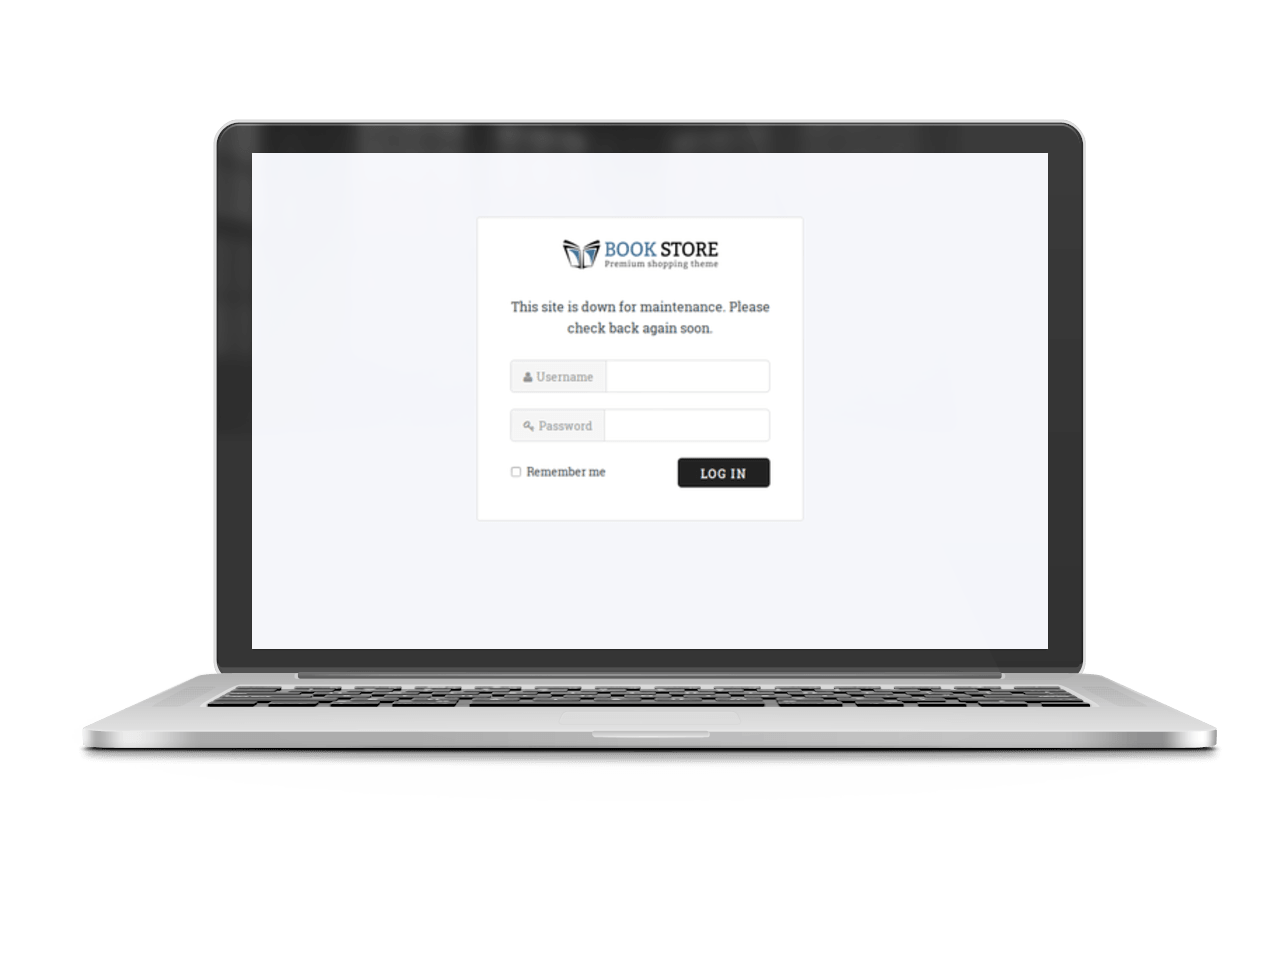 BOOK STORE
Premium shopping theme
This site is down for maintenance. Please
check back again soon.
Username
Password
Remember me
LOG IN